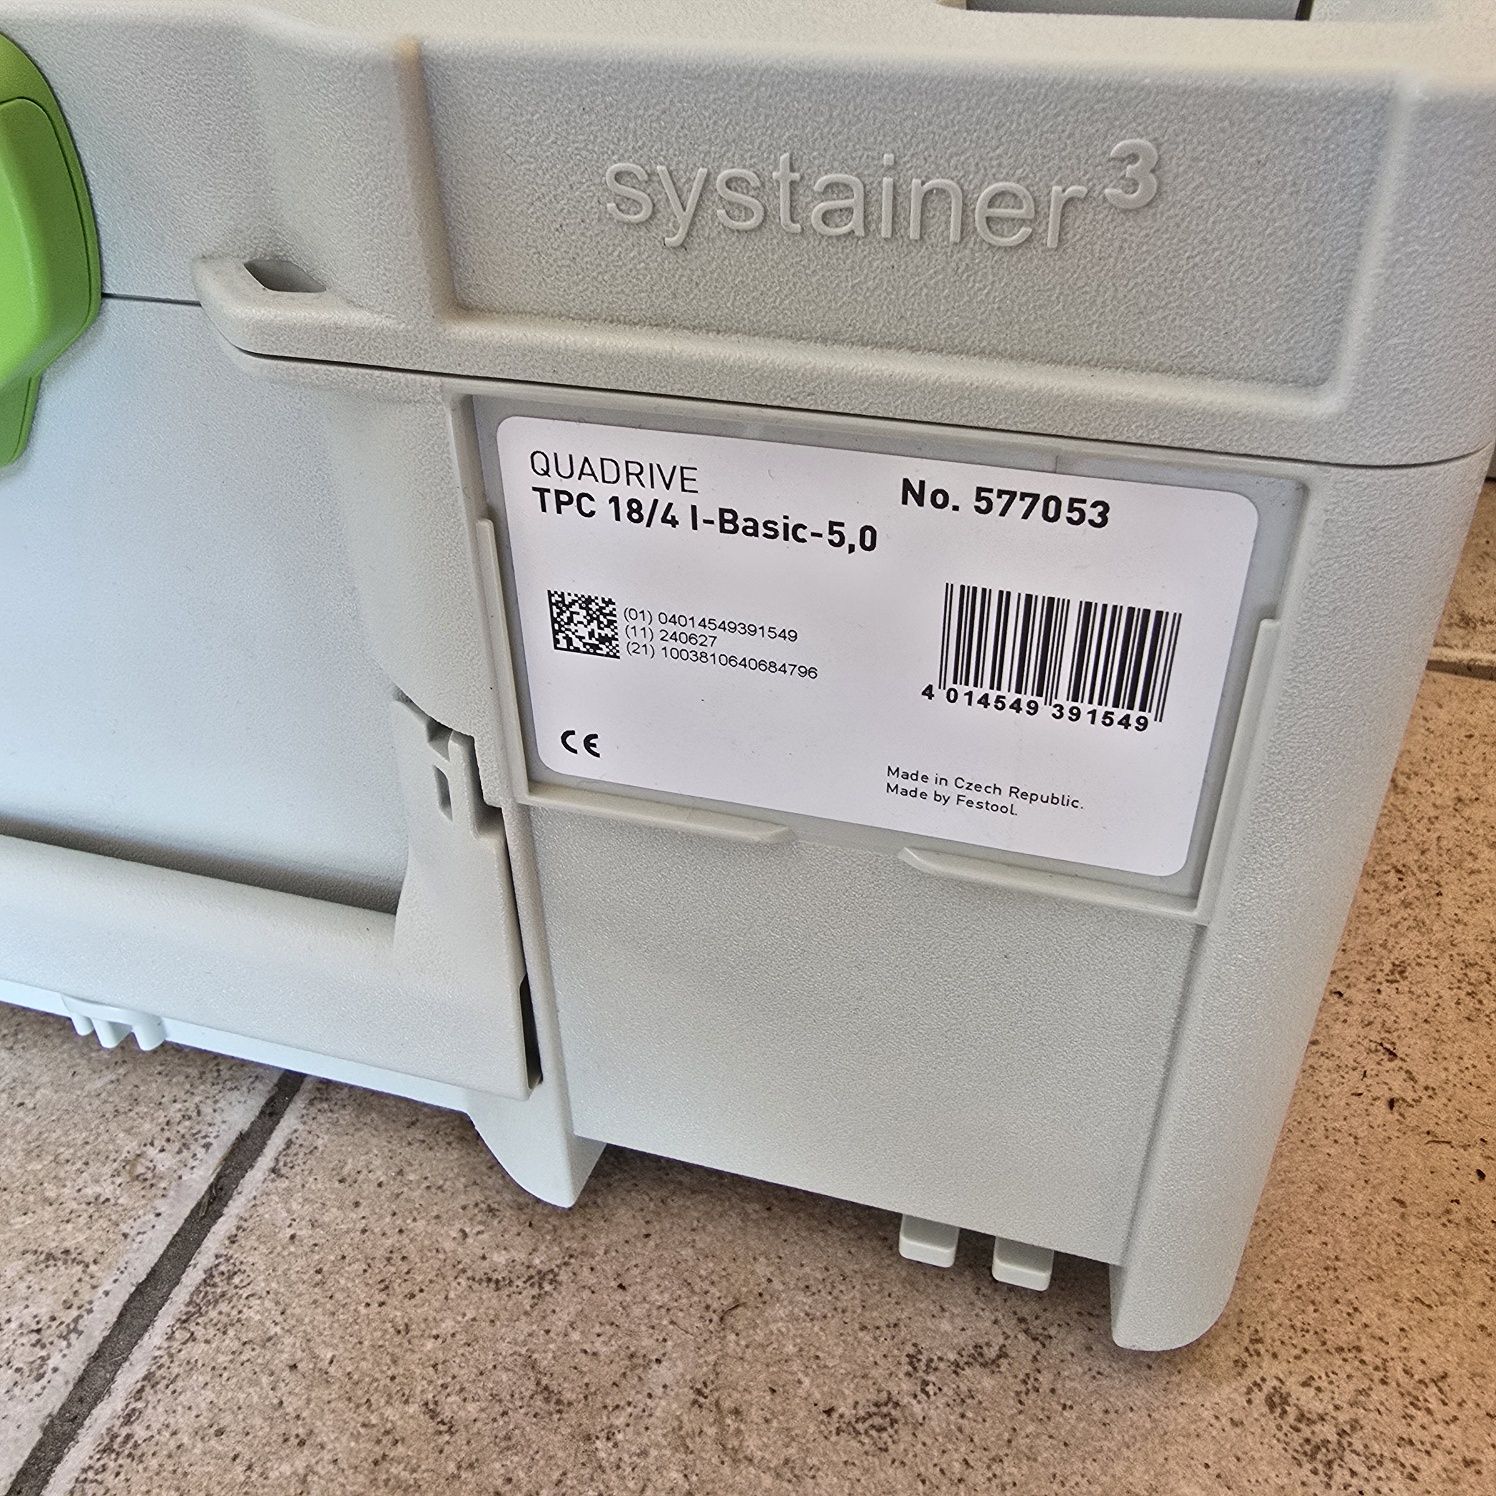 systainer³
QUADRIVE
TPC 18/4 I-Basic-5,0
No. 577053
(01) 04014549391549
(11) 240627
(21) 1003810640684796
4 014549 391549
CE
Made in Czech Republic.
Made by Festool.